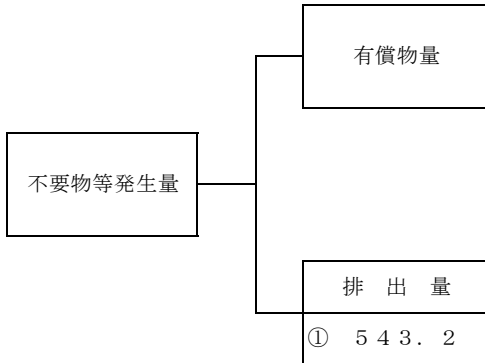 有償物量
不要物等発生量
排　出　量
①　５４３．２